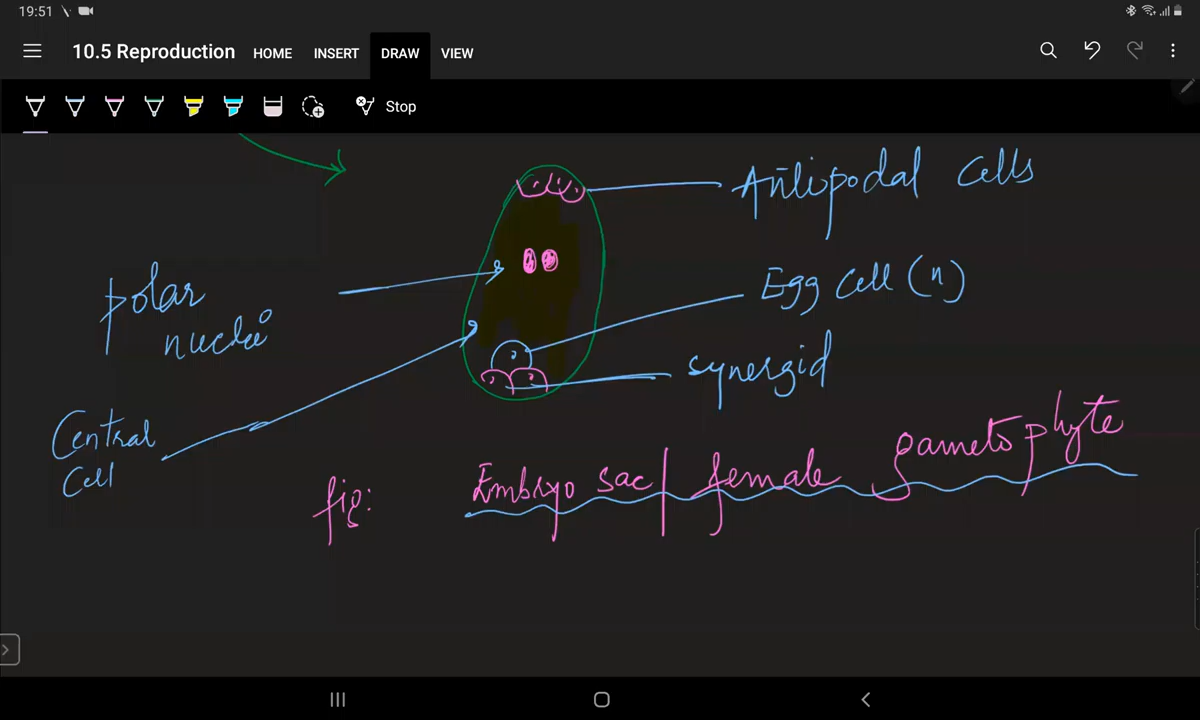 19:51
10.5 Reproduction HOME INSERT DRAW VIEW
Stop
Antipodal Cells
Egg Cell (n)
polar
nuclei
synergid
Central
Cell
gametophyte
fig: Embryo sac / female